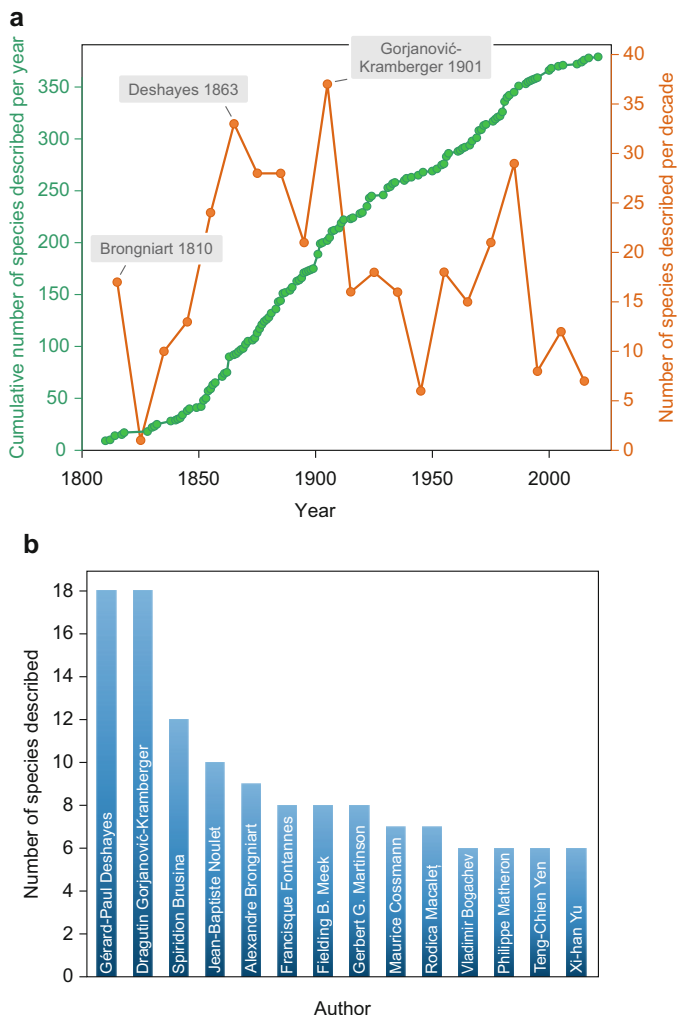 a
Cumulative number of species described per year
350
300
250
200
150
100
50
0
Brongniart 1810
Deshayes 1863
Gorjanović-
Kramberger 1901
40
35
30
25
20
15
10
5
0
Number of species described per decade
1800
1850
1900
1950
2000
Year
b
Number of species described
18
16
14
12
10
8
6
4
2
0
Gérard-Paul Deshayes
Dragutin Gorjanović-Kramberger
Spiridion Brusina
Jean-Baptiste Noulet
Alexandre Brongniart
Francisque Fontannes
Fielding B. Meek
Gerbert G. Martinson
Maurice Cossmann
Rodica Macaleț
Vladimir Bogachev
Philippe Matheron
Teng-Chien Yen
Xi-han Yu
Author